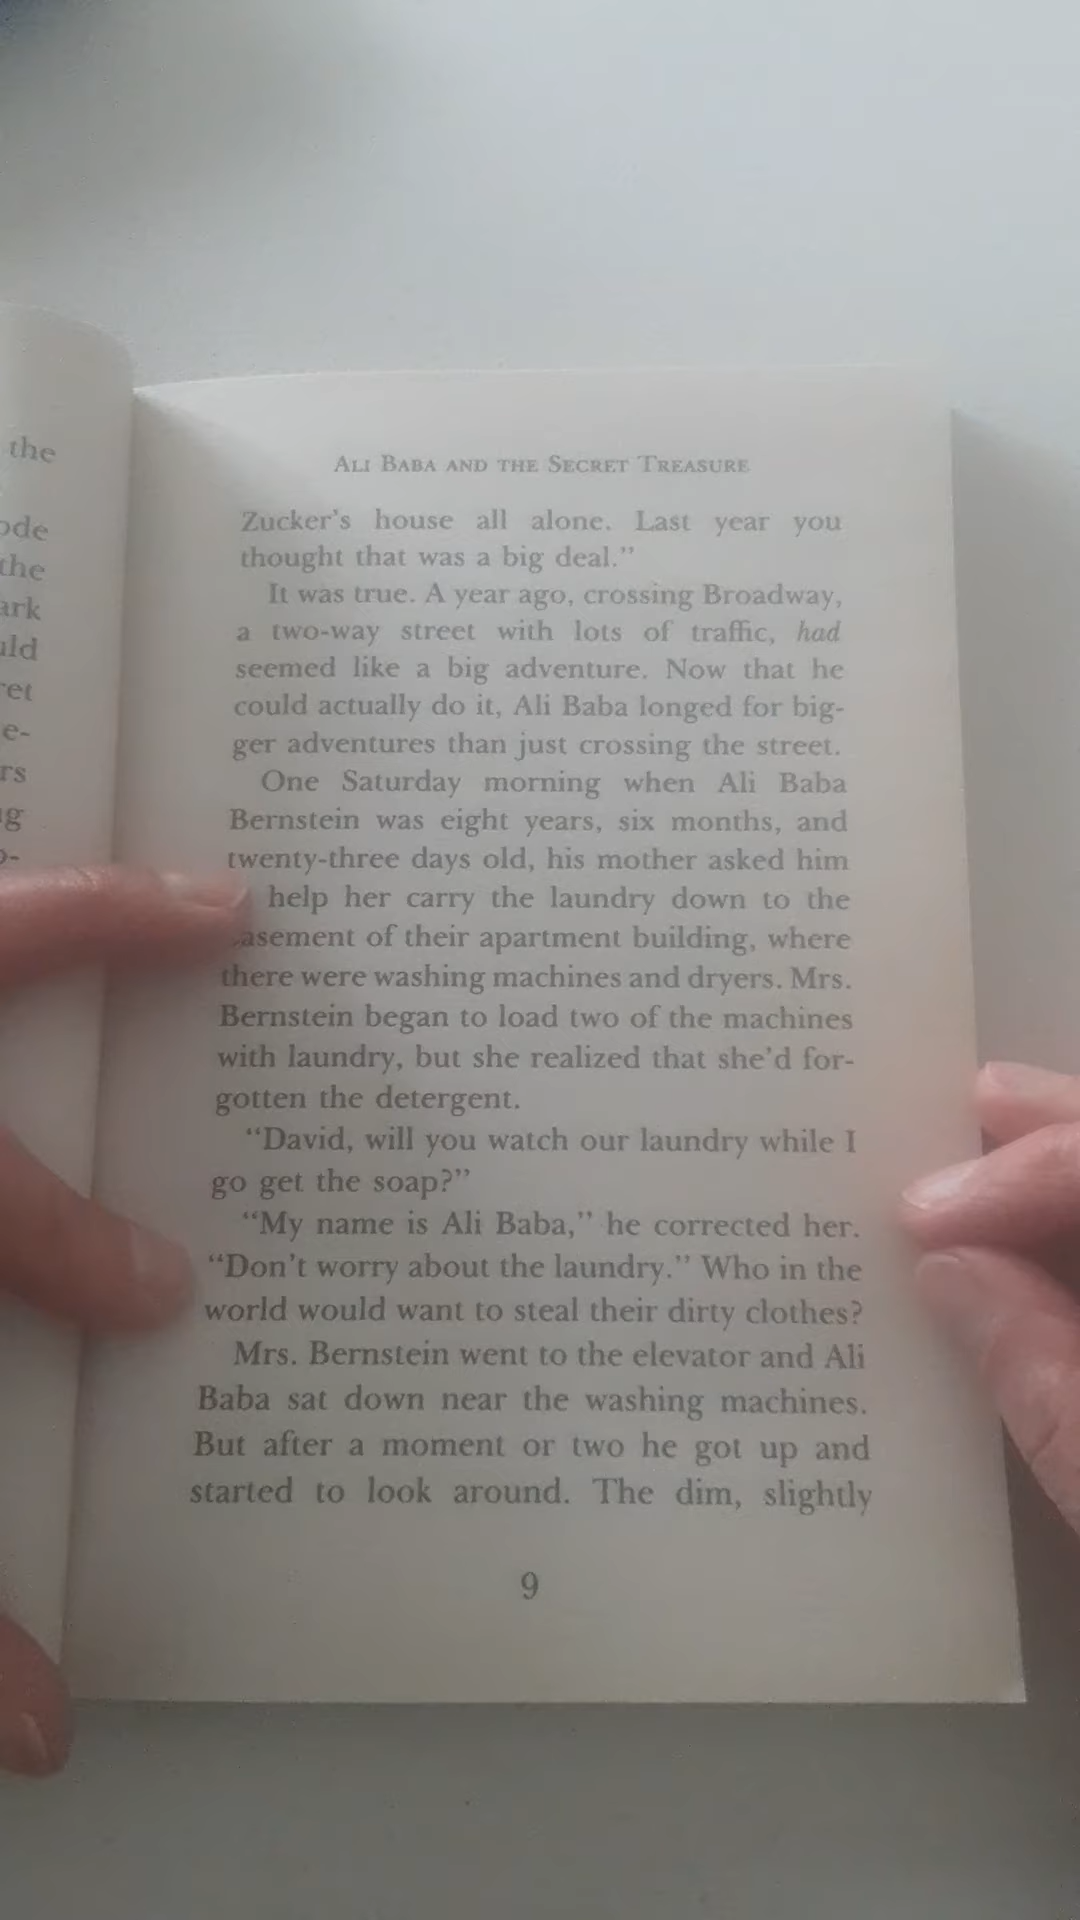 the
ode
the
ark
uld
ret
e-
rs
ALI BABA AND THE SECRET TREASURE
Zucker's house all alone. Last year you
thought that was a big deal."
It was true. A year ago, crossing Broadway,
a two-way street with lots of traffic, had
seemed like a big adventure. Now that he
could actually do it, Ali Baba longed for big-
ger adventures than just crossing the street.
One Saturday morning when Ali Baba
Bernstein was eight years, six months, and
twenty-three days old, his mother asked him
help her carry the laundry down to the
asement of their apartment building, where
there were washing machines and dryers. Mrs.
Bernstein began to load two of the machines
with laundry, but she realized that she'd for-
gotten the detergent.
"David, will you watch our laundry while I
go get the soap?"
"My name is Ali Baba," he corrected her.
"Don't worry about the laundry." Who in the
world would want to steal their dirty clothes?
Mrs. Bernstein went to the elevator and Ali
Baba sat down near the washing machines.
But after a moment or two he got up and
started to look around. The dim, slightly
9